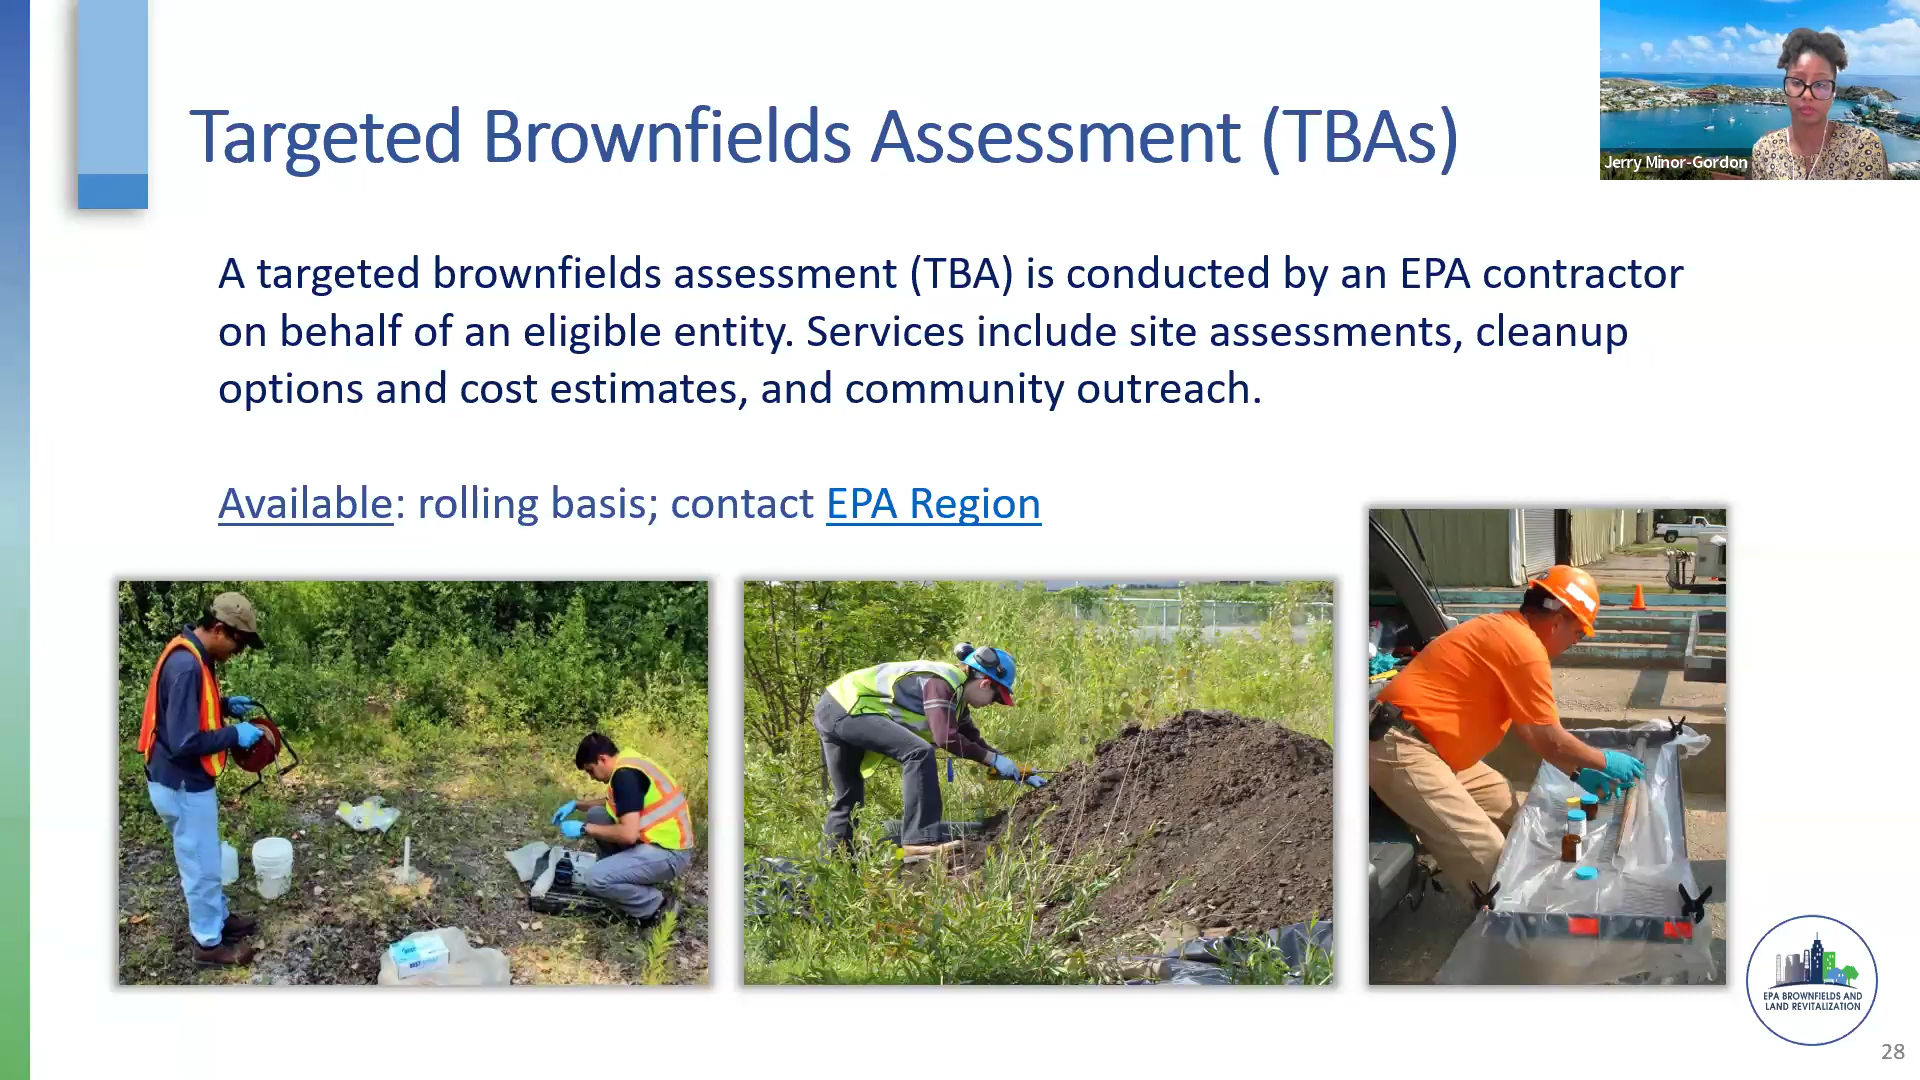 Targeted Brownfields Assessment (TBAs)
Jerry Minor-Gordon
A targeted brownfields assessment (TBA) is conducted by an EPA contractor
on behalf of an eligible entity. Services include site assessments, cleanup
options and cost estimates, and community outreach.
Available: rolling basis; contact EPA Region
EPA BROWNFIELDS AND
LAND REVITALIZATION
28